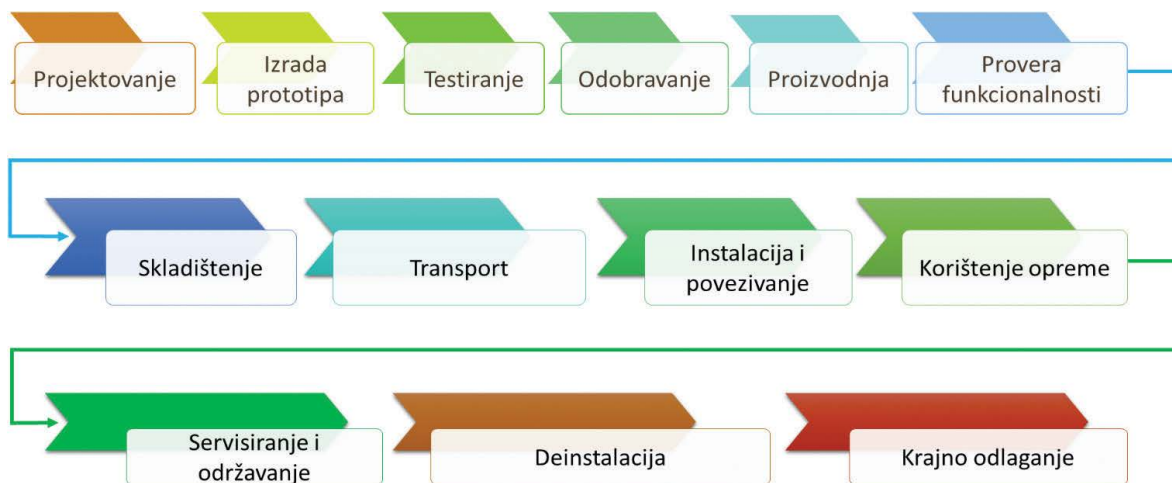 Projektovanje
Izrada
prototipa
Testiranje
Odobravanje
Proizvodnja
Provera
funkcionalnosti
Skladištenje
Transport
Instalacija i
povezivanje
Korištenje opreme
Servisiranje i
održavanje
Deinstalacija
Krajno odlaganje